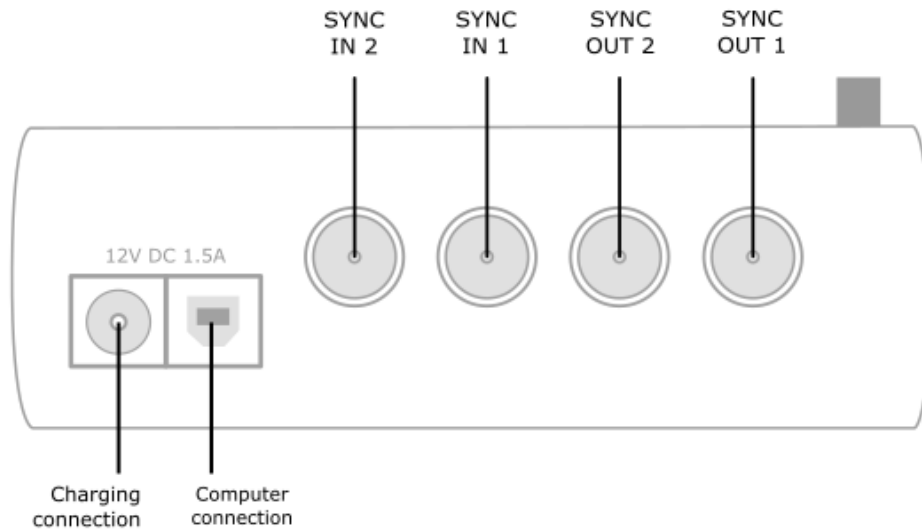 SYNC
IN 2
SYNC
IN 1
SYNC
OUT 2
SYNC
OUT 1
12V DC 1.5A
Charging
connection
Computer
connection